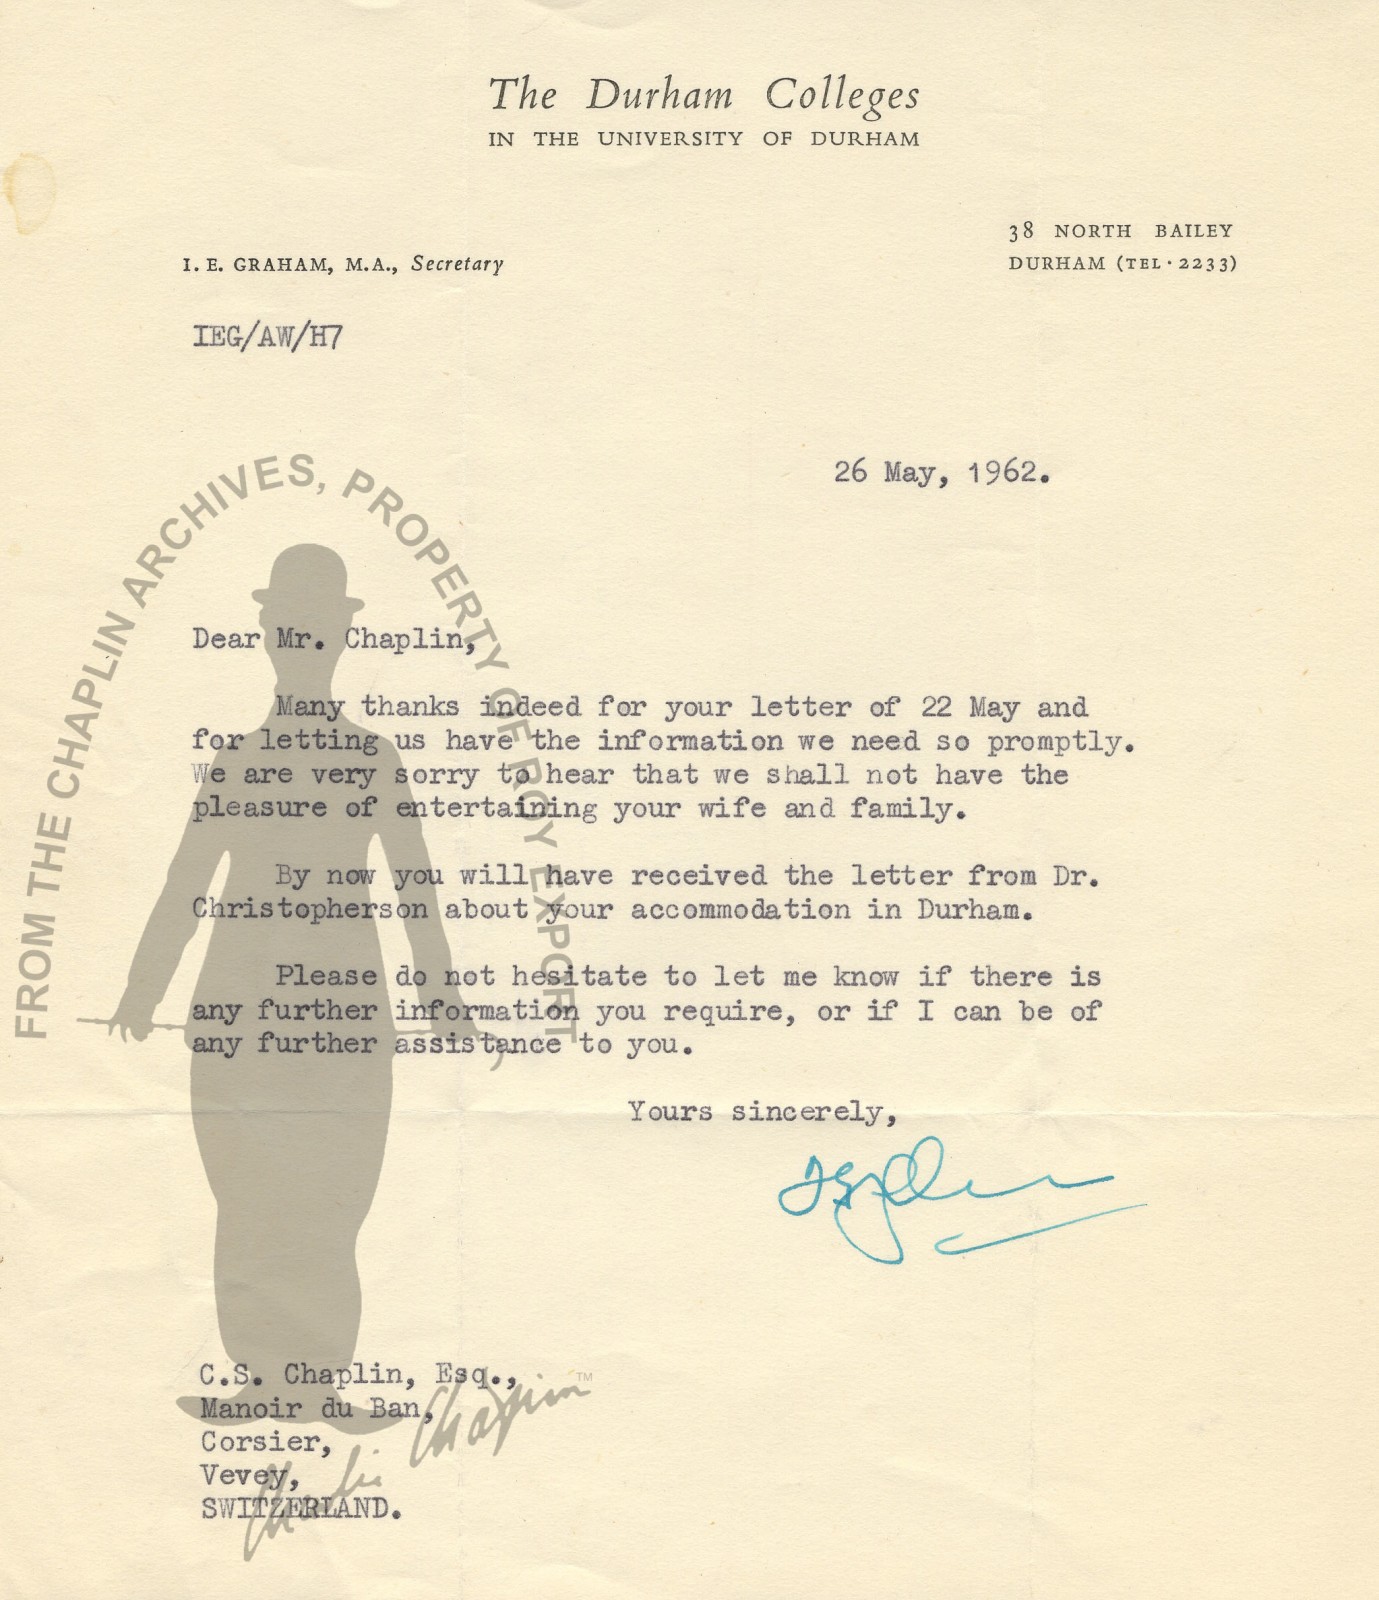 The Durham Colleges
IN THE UNIVERSITY OF DURHAM
38 NORTH BAILEY
DURHAM (TEL · 2233)
I. E. GRAHAM, M.A., Secretary
IEG/AW/H7
26 May, 1962.
Dear Mr. Chaplin,
Many thanks indeed for your letter of 22 May and
for letting us have the information we need so promptly.
We are very sorry to hear that we shall not have the
pleasure of entertaining your wife and family.
By now you will have received the letter from Dr.
Christopherson about your accommodation in Durham.
Please do not hesitate to let me know if there is
any further information you require, or if I can be of
any further assistance to you.
Yours sincerely,
C.S. Chaplin, Esq.,
Manoir du Ban,
Corsier,
Vevey,
SWITZERLAND.
FROM THE CHAPLIN ARCHIVES, PROPERTY OF ROY EXPORT
Charlie Chaplin™